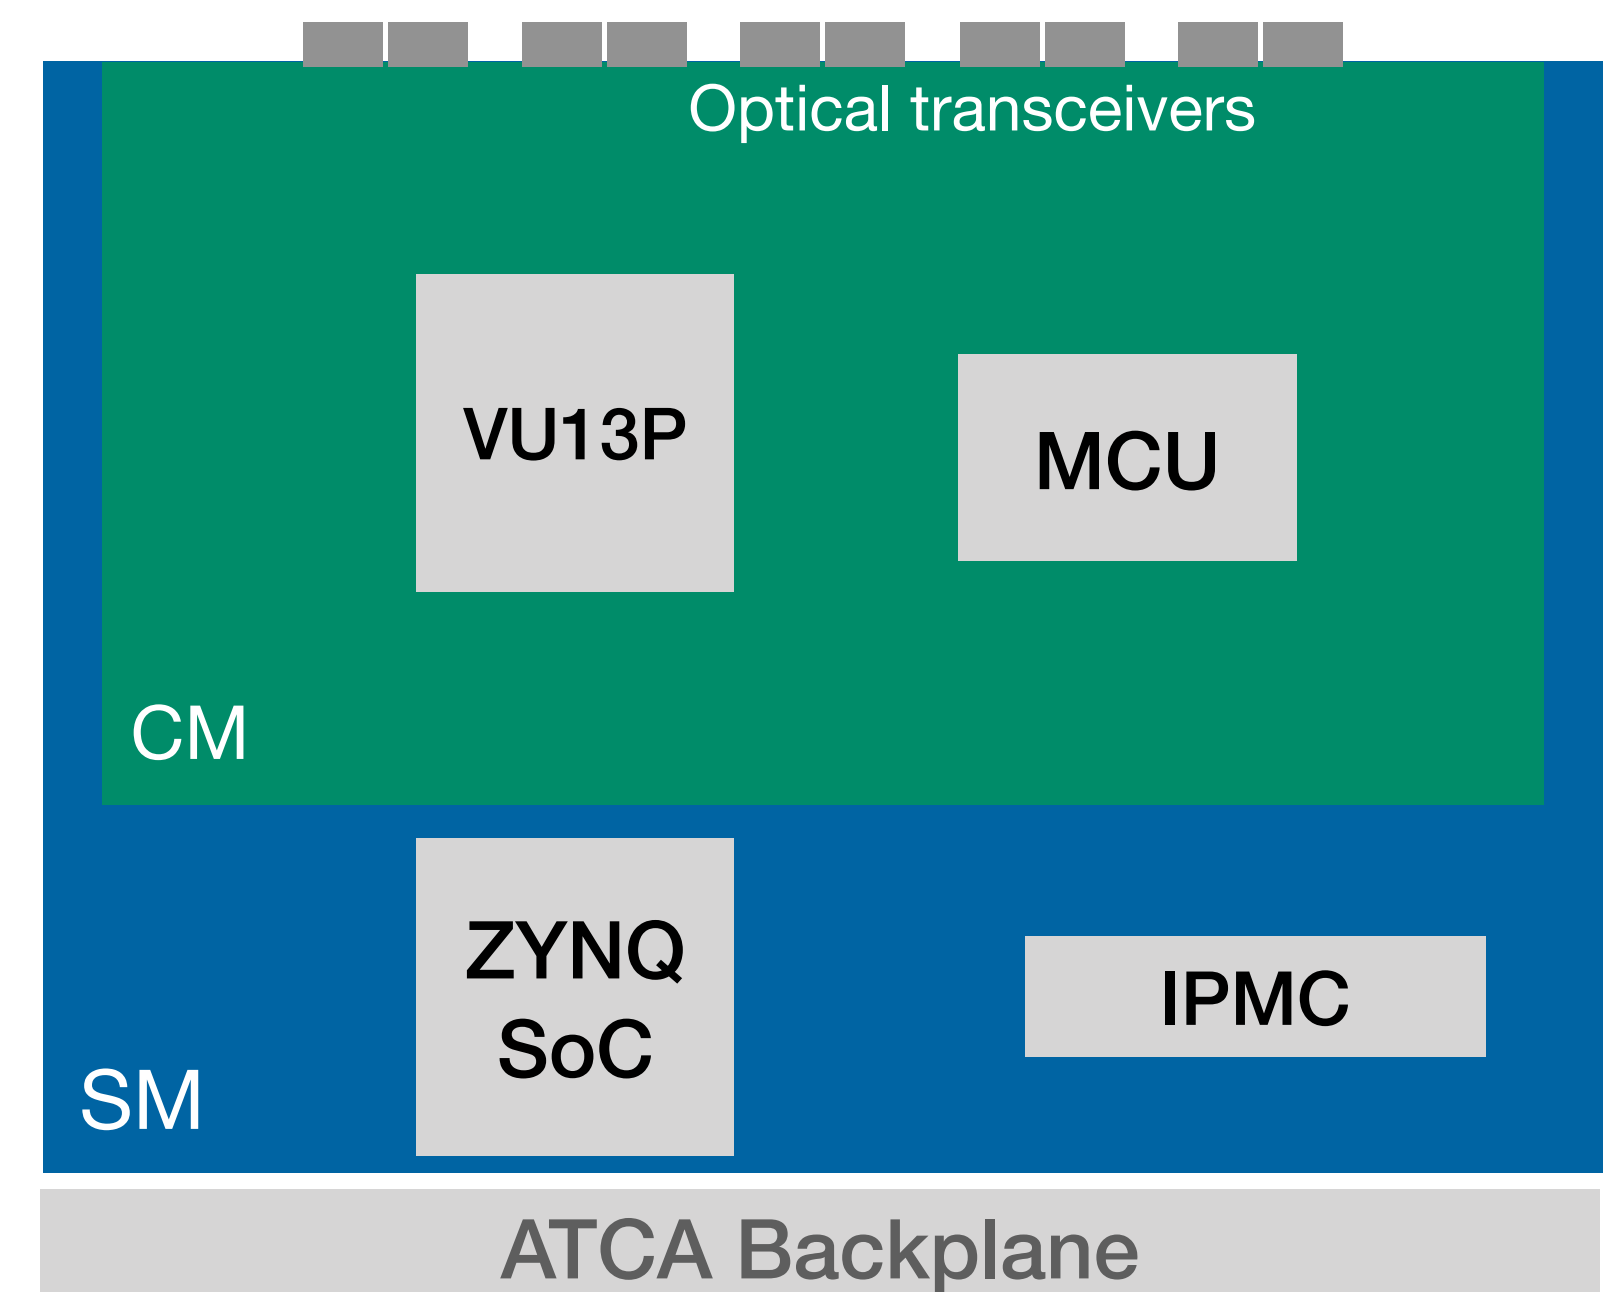 Optical transceivers
VU13P
MCU
CM
ZYNQ
SoC
IPMC
SM
ATCA Backplane